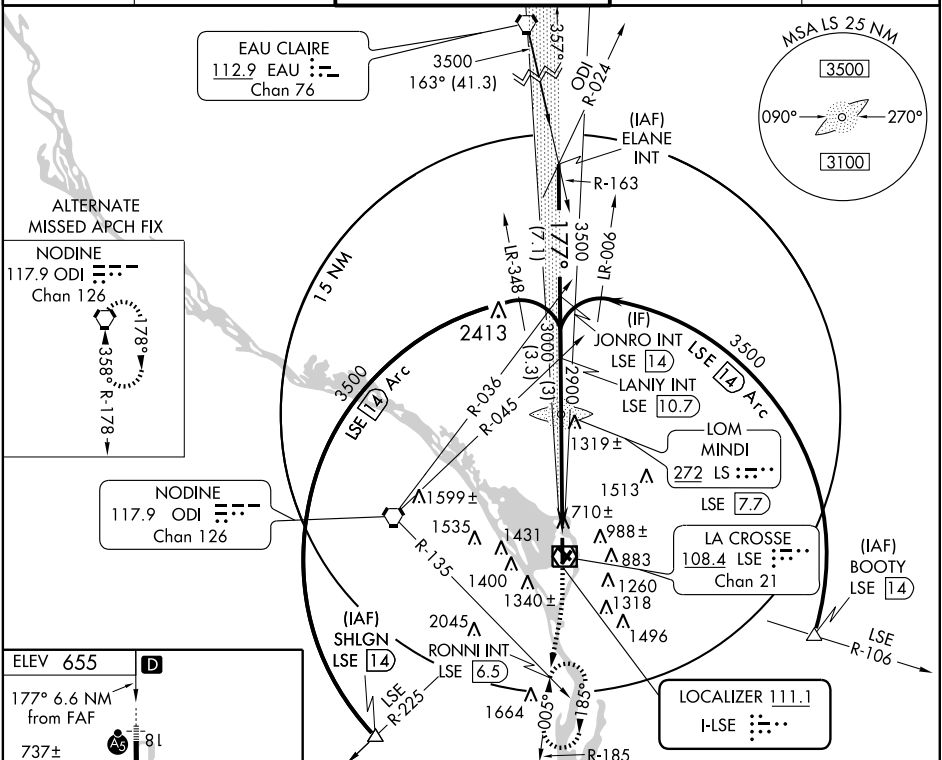 MSA LS 25 NM
3500
090°
270°
3100
EAU CLAIRE
112.9 EAU
Chan 76
3500
163° (41.3)
357°
ODI
R-024
(IAF)
ELANE
INT
R-163
ALTERNATE
MISSED APCH FIX
NODINE
117.9 ODI
Chan 126
178°
358°
R-178
15 NM
LR-348
(7.1)
177°
3500
LR-006
2413
3500
LSE 14 Arc
3000
(3.3)
(3)
2900
(IF)
JONRO INT
LSE 14
LANIY INT
LSE 10.7
3500
LSE 14 Arc
R-036
R-045
1319±
LOM
MINDI
272 LS
LSE 7.7
1513
NODINE
117.9 ODI
Chan 126
1599±
1535
1431
1400
1340±
710±
988±
883
1260
1318
1496
LA CROSSE
108.4 LSE
Chan 21
(IAF)
BOOTY
LSE 14
LSE
R-106
R-135
2045
RONNI INT
LSE 6.5
(IAF)
SHLGN
LSE 14
LSE
R-225
1664
005°
185°
R-185
LOCALIZER 111.1
I-LSE
ELEV 655
D
177° 6.6 NM
from FAF
A5
737±
18